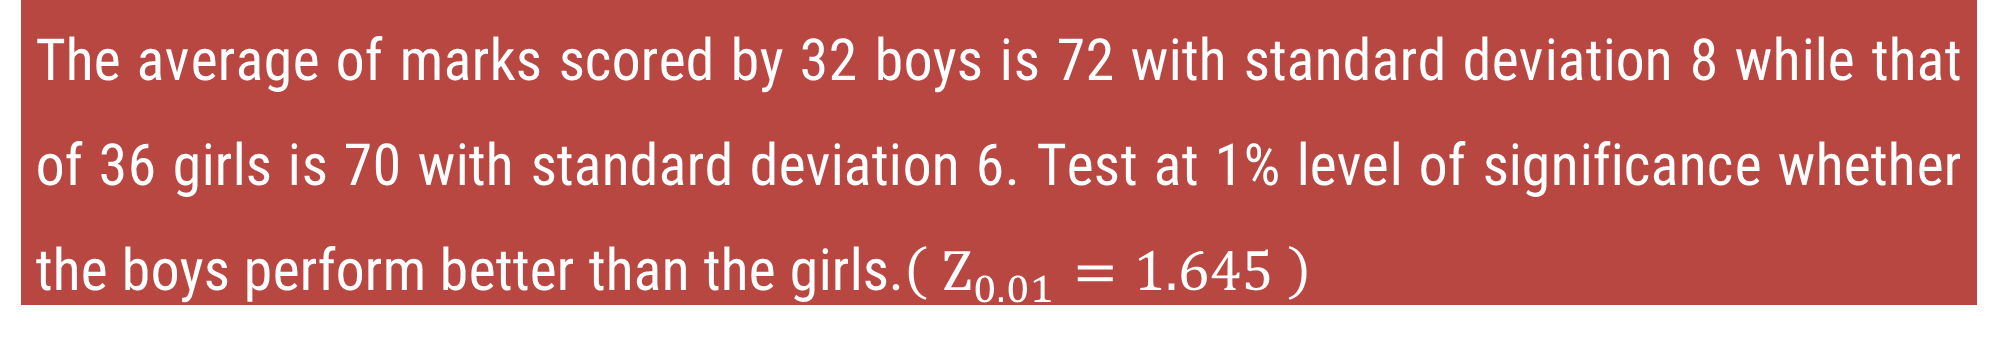 The average of marks scored by 32 boys is 72 with standard deviation 8 while that
of 36 girls is 70 with standard deviation 6. Test at 1% level of significance whether
the boys perform better than the girls.( Z₀.₀₁ = 1.645 )